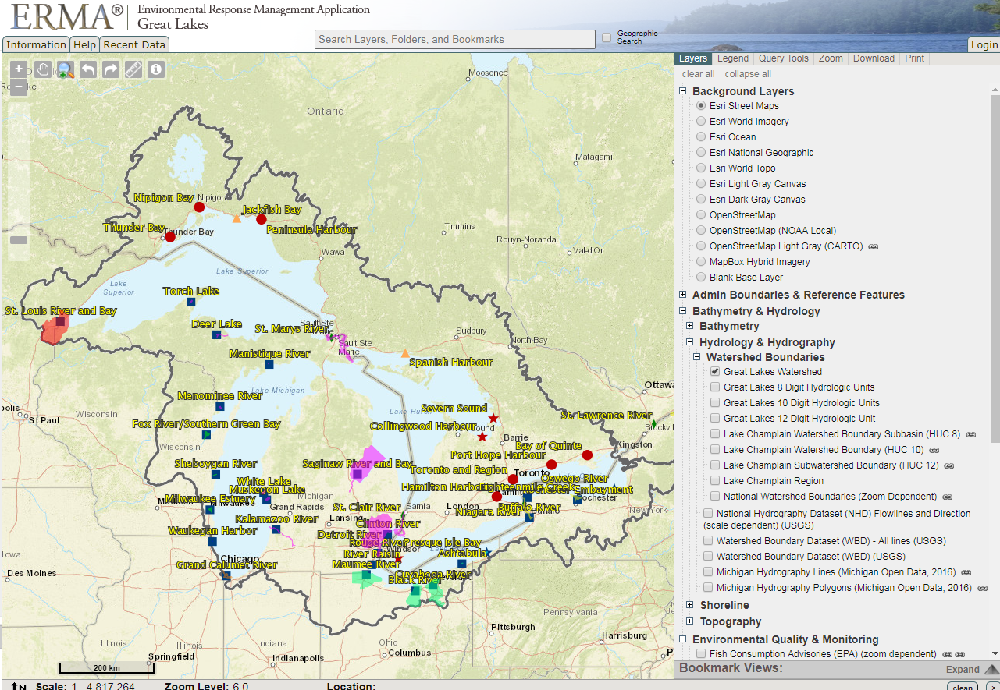 ERMA®
Environmental Response Management Application
Great Lakes
Search Layers, Folders, and Bookmarks
Geographic
Search
Information
Help
Recent Data
Login
Layers
Legend
Query Tools
Zoom
Download
Print
clear all
collapse all
Background Layers
Esri Street Maps
Esri World Imagery
Esri Ocean
Esri National Geographic
Esri World Topo
Esri Light Gray Canvas
Esri Dark Gray Canvas
OpenStreetMap
OpenStreetMap (NOAA Local)
OpenStreetMap Light Gray (CARTO)
MapBox Hybrid Imagery
Blank Base Layer
Admin Boundaries & Reference Features
Bathymetry & Hydrology
Bathymetry
Hydrology & Hydrography
Watershed Boundaries
Great Lakes Watershed
Great Lakes 8 Digit Hydrologic Units
Great Lakes 10 Digit Hydrologic Units
Great Lakes 12 Digit Hydrologic Unit
Lake Champlain Watershed Boundary Subbasin (HUC 8)
Lake Champlain Watershed Boundary (HUC 10)
Lake Champlain Subwatershed Boundary (HUC 12)
Lake Champlain Region
National Watershed Boundaries (Zoom Dependent)
National Hydrography Dataset (NHD) Flowlines and Direction
(scale dependent) (USGS)
Watershed Boundary Dataset (WBD) - All lines (USGS)
Watershed Boundary Dataset (WBD) (USGS)
Michigan Hydrography Lines (Michigan Open Data, 2016)
Michigan Hydrography Polygons (Michigan Open Data, 2016)
Shoreline
Topography
Environmental Quality & Monitoring
Fish Consumption Advisories (EPA) (zoom dependent)
Bookmark Views:
Expand
clean
>
Moosonee
Ontario
Matagami
Nipigon Bay
Nipigon
Jackfish Bay
Thunder Bay
Thunder Bay
Peninsula Harbour
Timmins
Rouyn-Noranda
Val-d'Or
Wawa
Lake Superior
Lake
Superior
Torch Lake
St. Louis River and Bay
Deer Lake
St. Marys River
Sault Ste
Marie
Sault Ste
Marie
Sudbury
North Bay
Manistique River
Spanish Harbour
Lake Michigan
Ottawa
Menominee River
Lake Huron
Severn Sound
St. Lawrence River
St Paul
Wisconsin
Fox River/Southern Green Bay
Collingwood Harbour
Brockvil
Barrie
Kingston
Wisconsin
Bay of Quinte
Port Hope Harbour
Sheboygan River
Saginaw River and Bay
Toronto and Region
Toronto
White Lake
Oswego River
Muskegon Lake
Hamilton Harbour
Eighteenmile Creek
Rochester Embayment
Milwaukee Estuary
Madison
Milwaukee
Michigan
Rochester
Grand Rapids
St. Clair River
Sarnia
London
Buffalo River
Niagara River
New York
Kalamazoo River
Lansing
Clinton River
Waukegan Harbor
Detroit River
Rouge River
Presque Isle Bay
Windsor
River Raisin
Ashtabula
Iowa
Chicago
Grand Calumet River
Maumee River
Des Moines
Cuyahoga River
Black River
Cleveland
Pennsylvania
Pittsburgh
Harrisburg
Illinois
Illinois
Indiana
Ohio
Columbus
Springfield
Indianapolis
200 km
N
Scale: 1 : 4,817,264
Zoom Level: 6.0
Location: